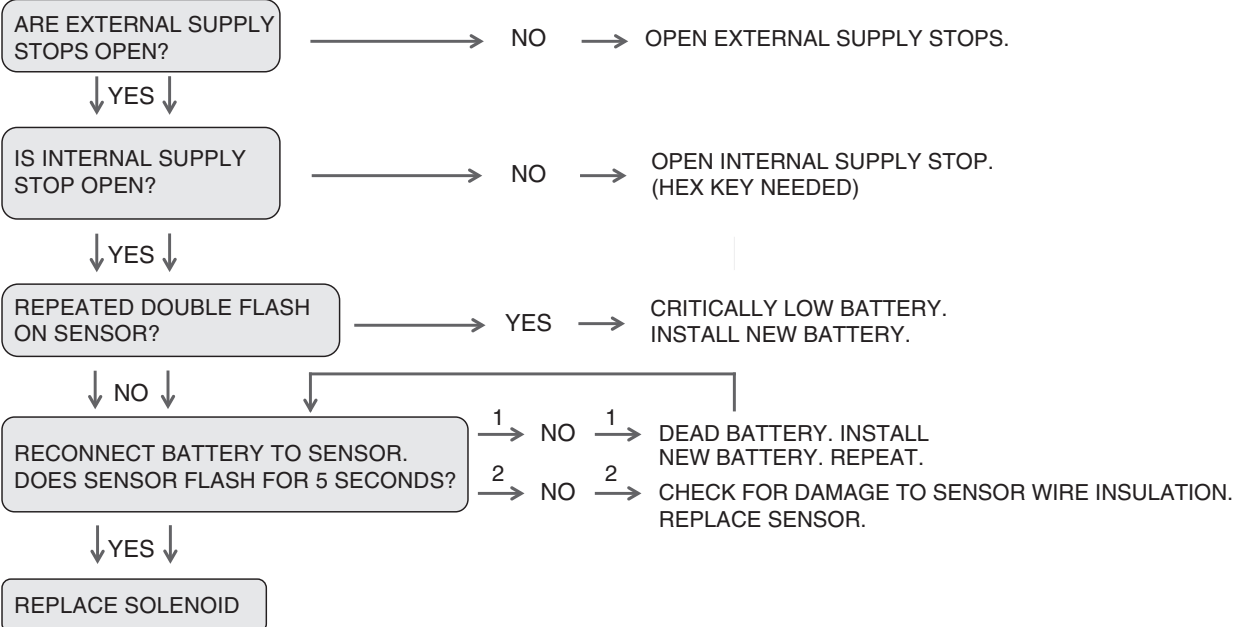 ARE EXTERNAL SUPPLY
STOPS OPEN?
NO
OPEN EXTERNAL SUPPLY STOPS.
YES
IS INTERNAL SUPPLY
STOP OPEN?
NO
OPEN INTERNAL SUPPLY STOP.
(HEX KEY NEEDED)
YES
REPEATED DOUBLE FLASH
ON SENSOR?
YES
CRITICALLY LOW BATTERY.
INSTALL NEW BATTERY.
NO
RECONNECT BATTERY TO SENSOR.
DOES SENSOR FLASH FOR 5 SECONDS?
1
NO
1
DEAD BATTERY. INSTALL
NEW BATTERY. REPEAT.
2
NO
2
CHECK FOR DAMAGE TO SENSOR WIRE INSULATION.
REPLACE SENSOR.
YES
REPLACE SOLENOID